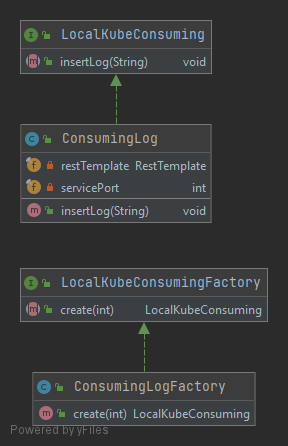 LocalKubeConsuming
insertLog(String) void
ConsumingLog
restTemplate RestTemplate
servicePort int
insertLog(String) void
LocalKubeConsumingFactory
create(int) LocalKubeConsuming
ConsumingLogFactory
create(int) LocalKubeConsuming
Powered by yFiles